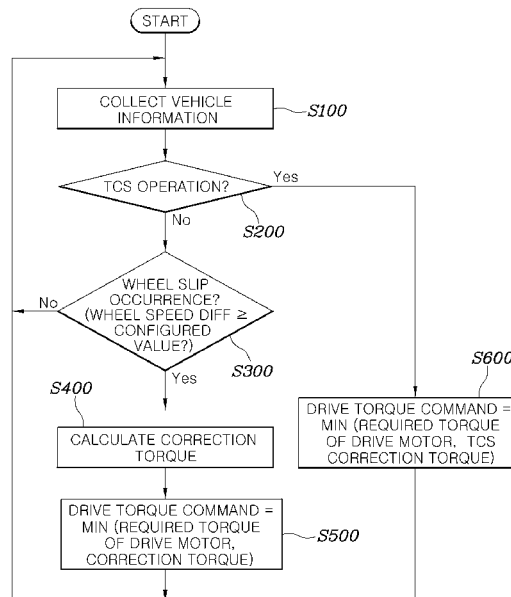 START
COLLECT VEHICLE
INFORMATION
S100
TCS OPERATION?
Yes
No
S200
WHEEL SLIP
OCCURRENCE?
(WHEEL SPEED DIFF ≥
CONFIGURED
VALUE?)
No
S300
Yes
S400
CALCULATE CORRECTION
TORQUE
S600
DRIVE TORQUE COMMAND =
MIN (REQUIRED TORQUE
OF DRIVE MOTOR, TCS
CORRECTION TORQUE)
DRIVE TORQUE COMMAND =
MIN (REQUIRED TORQUE
OF DRIVE MOTOR,
CORRECTION TORQUE)
S500